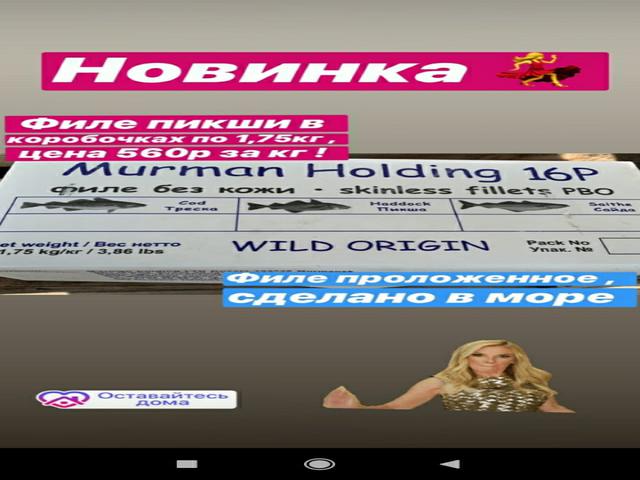 Новинка
Филе пикши в
коробочках по 1,75кг ,
цена 560р за кг !
Murman Holding 16P
филе без кожи • skinless fillets PBO
Cod
Треска
Haddock
Пикша
Saithe
Сайда
et weight / Вес нетто
1,75 kg/кг / 3,86 lbs
WILD ORIGIN
Pack No
Упак. №
Филе проложенное ,
сделано в море
Оставайтесь
дома